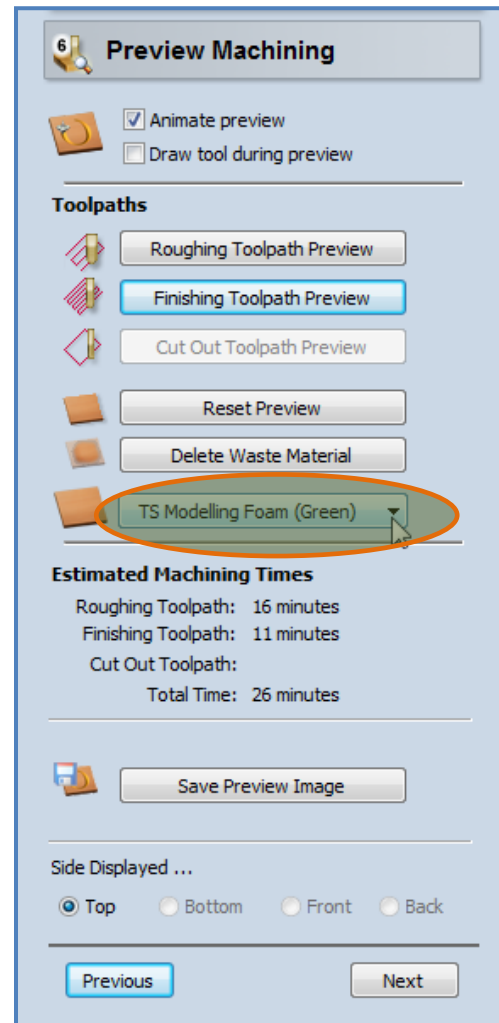 6
Preview Machining
Animate preview
Draw tool during preview
Toolpaths
Roughing Toolpath Preview
Finishing Toolpath Preview
Cut Out Toolpath Preview
Reset Preview
Delete Waste Material
TS Modelling Foam (Green)
Estimated Machining Times
Roughing Toolpath: 16 minutes
Finishing Toolpath: 11 minutes
Cut Out Toolpath:
Total Time: 26 minutes
Save Preview Image
Side Displayed ...
Top Bottom Front Back
Previous Next